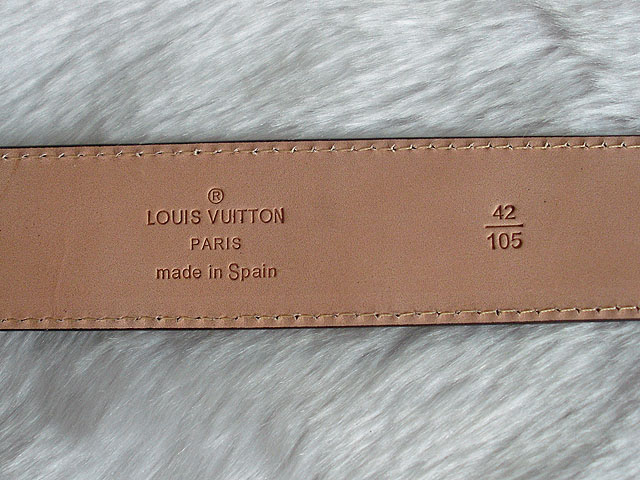 ®
LOUIS VUITTON
PARIS
made in Spain
42
105